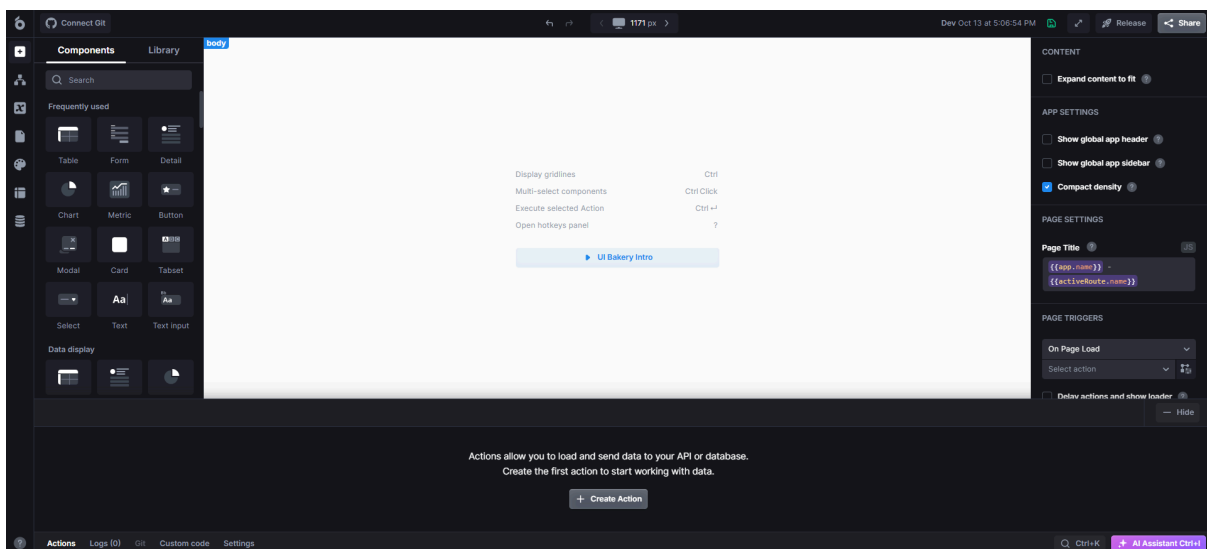 Connect Git
1171 px
Dev Oct 13 at 5:06:54 PM
Release
Share
Components
Library
Search
Frequently used
Table
Form
Detail
Chart
Metric
Button
Modal
Card
Tabset
Aa
Aa
Select
Text
Text input
Data display
body
Display gridlines
Ctrl
Multi-select components
Ctrl Click
Execute selected Action
Ctrl ↵
Open hotkeys panel
?
UI Bakery Intro
CONTENT
Expand content to fit ?
APP SETTINGS
Show global app header ?
Show global app sidebar ?
Compact density ?
PAGE SETTINGS
Page Title ?
JS
{{app.name}} -
{{activeRoute.name}}
PAGE TRIGGERS
On Page Load
Select action
Delay actions and show loader ?
— Hide
Actions allow you to load and send data to your API or database.
Create the first action to start working with data.
+ Create Action
?
Actions
Logs (0)
Git
Custom code
Settings
Ctrl+K
AI Assistant Ctrl+I